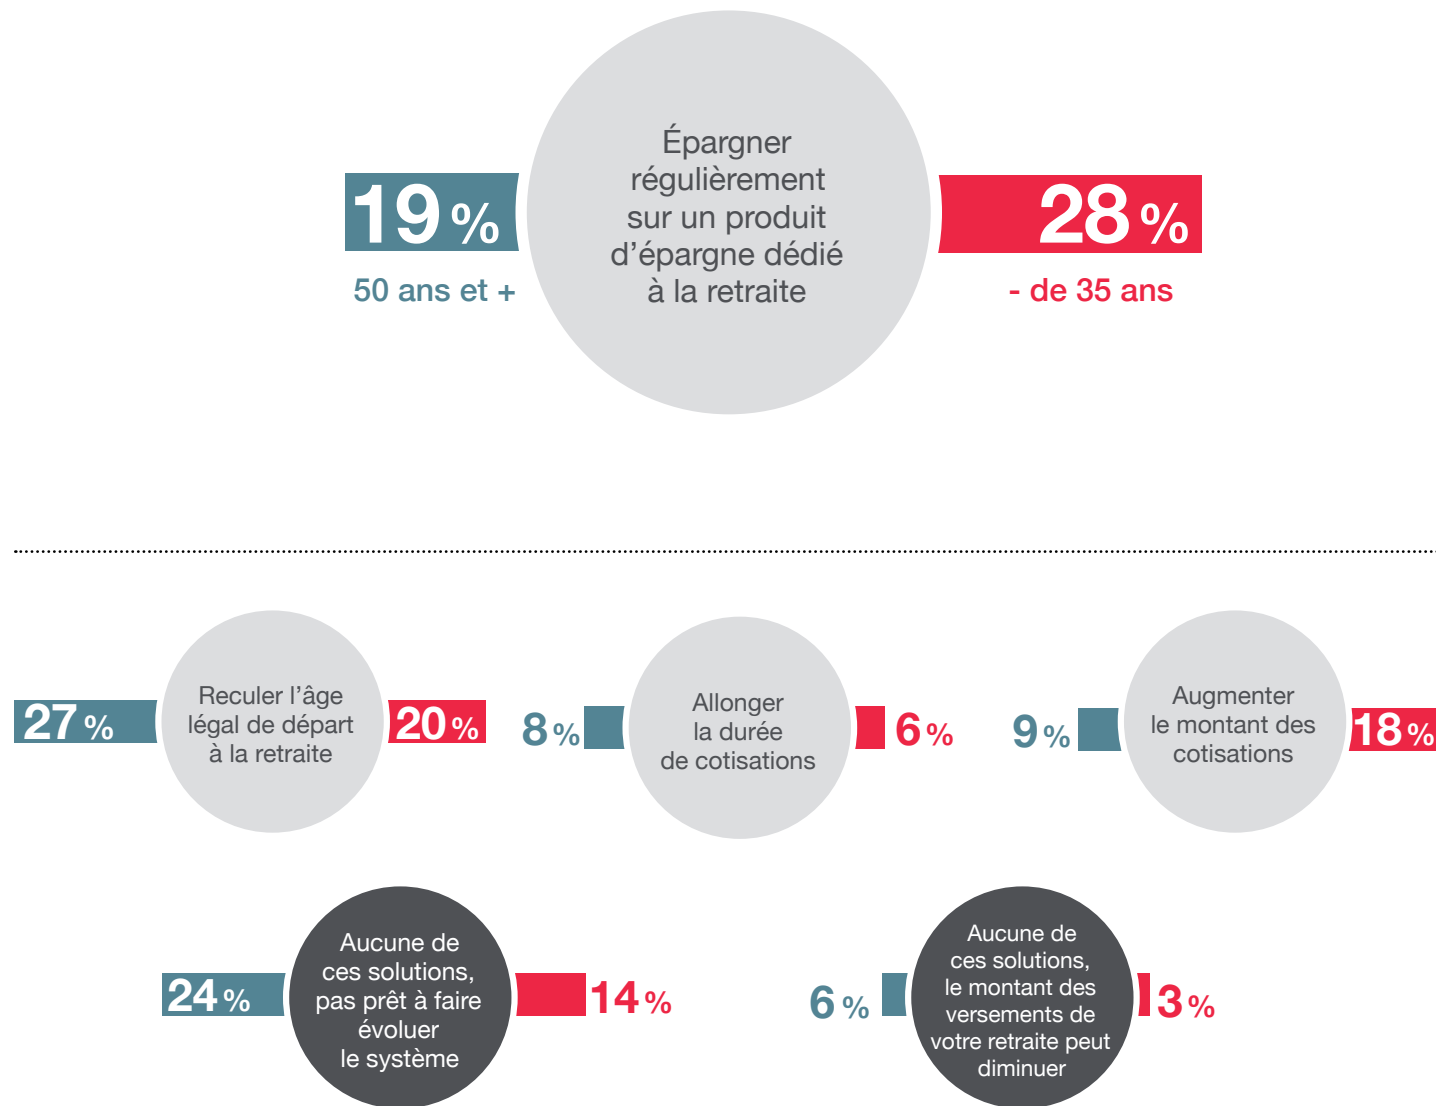 Épargner
régulièrement
sur un produit
d’épargne dédié
à la retraite
19 %
50 ans et +
28 %
- de 35 ans
27 %
Reculer l’âge
légal de départ
à la retraite
20 %
8 %
Allonger
la durée
de cotisations
6 %
9 %
Augmenter
le montant des
cotisations
18 %
24 %
Aucune de
ces solutions,
pas prêt à faire
évoluer
le système
14 %
6 %
Aucune de
ces solutions,
le montant des
versements de
votre retraite peut
diminuer
3 %